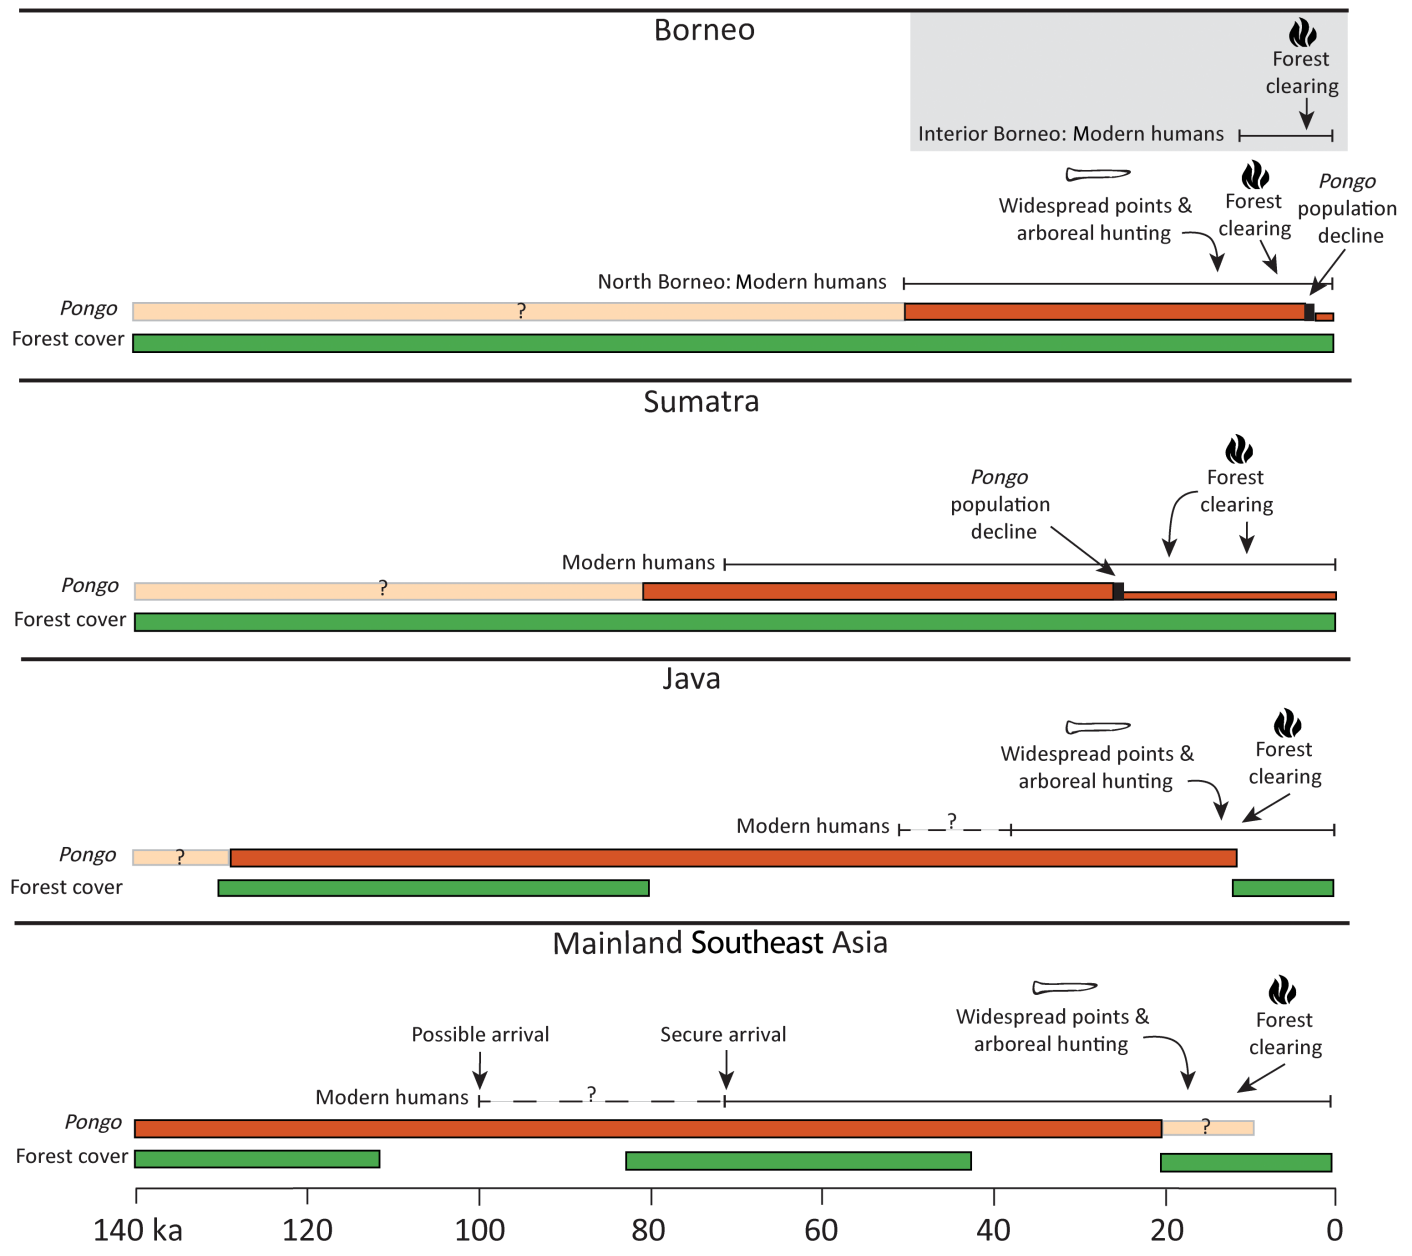 Borneo
Forest
clearing
Interior Borneo: Modern humans
Widespread points &
arboreal hunting
Forest
clearing
Pongo
population
decline
North Borneo: Modern humans
Pongo
?
Forest cover
Sumatra
Pongo
population
decline
Forest
clearing
Modern humans
Pongo
?
Forest cover
Java
Widespread points &
arboreal hunting
Forest
clearing
Modern humans
?
Pongo
?
Forest cover
Mainland Southeast Asia
Possible arrival
Secure arrival
Widespread points &
arboreal hunting
Forest
clearing
Modern humans
?
Pongo
?
Forest cover
140 ka 120 100 80 60 40 20 0